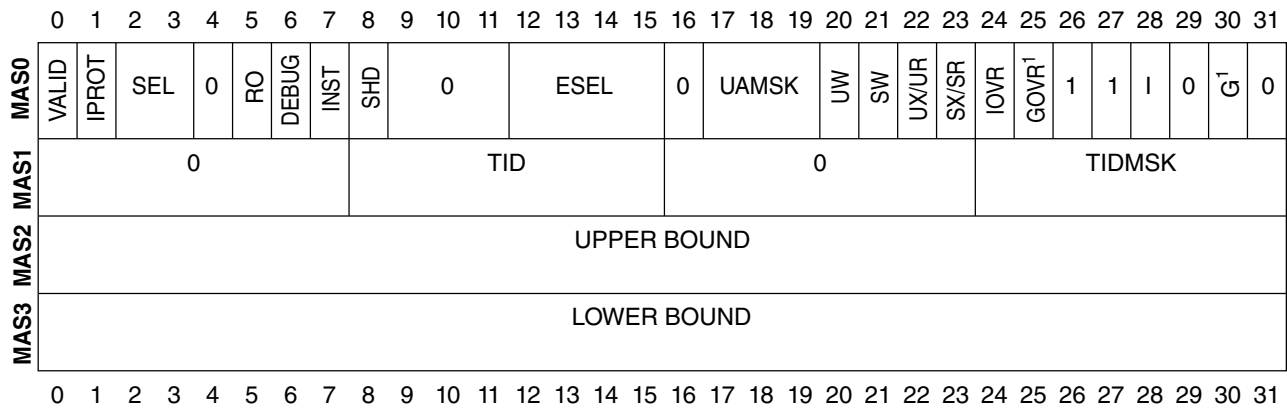 0 1 2 3 4 5 6 7 8 9 10 11 12 13 14 15 16 17 18 19 20 21 22 23 24 25 26 27 28 29 30 31
MAS0 VALID IPROT SEL 0 RO DEBUG INST SHD 0 ESEL 0 UAMSK UW SW UX/UR SX/SR IOVR GOVR¹ 1 1 I 0 G¹ 0
MAS1 0 TID 0 TIDMSK
MAS2 UPPER BOUND
MAS3 LOWER BOUND
0 1 2 3 4 5 6 7 8 9 10 11 12 13 14 15 16 17 18 19 20 21 22 23 24 25 26 27 28 29 30 31